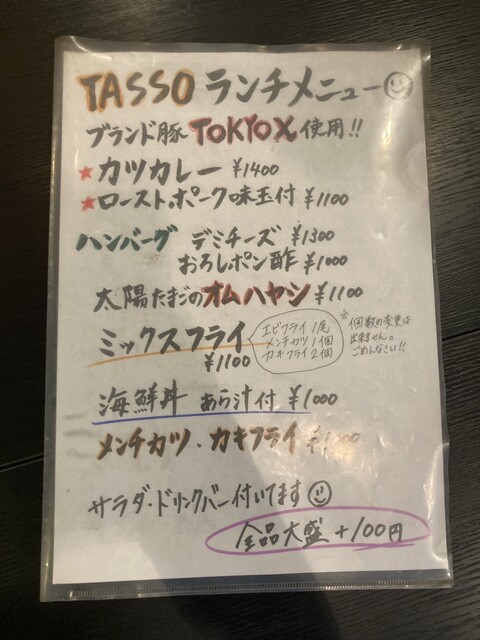 TASSO ランチメニュー
ブランド豚 TOKYO X 使用!!
★カツカレー ¥1400
★ローストポーク味玉付 ¥1100
ハンバーグ デミチーズ ¥1300
おろしポン酢 ¥1000
太陽たまごのオムハヤシ ¥1100
ミックスフライ
¥1100
エビフライ1尾
メンチカツ1個
カキフライ2個
※個数の変更は
出来ません。
ごめんなさい!!
海鮮丼 あら汁付 ¥1000
メンチカツ・カキフライ
サラダ・ドリンクバー付いてます
全品大盛 +100円